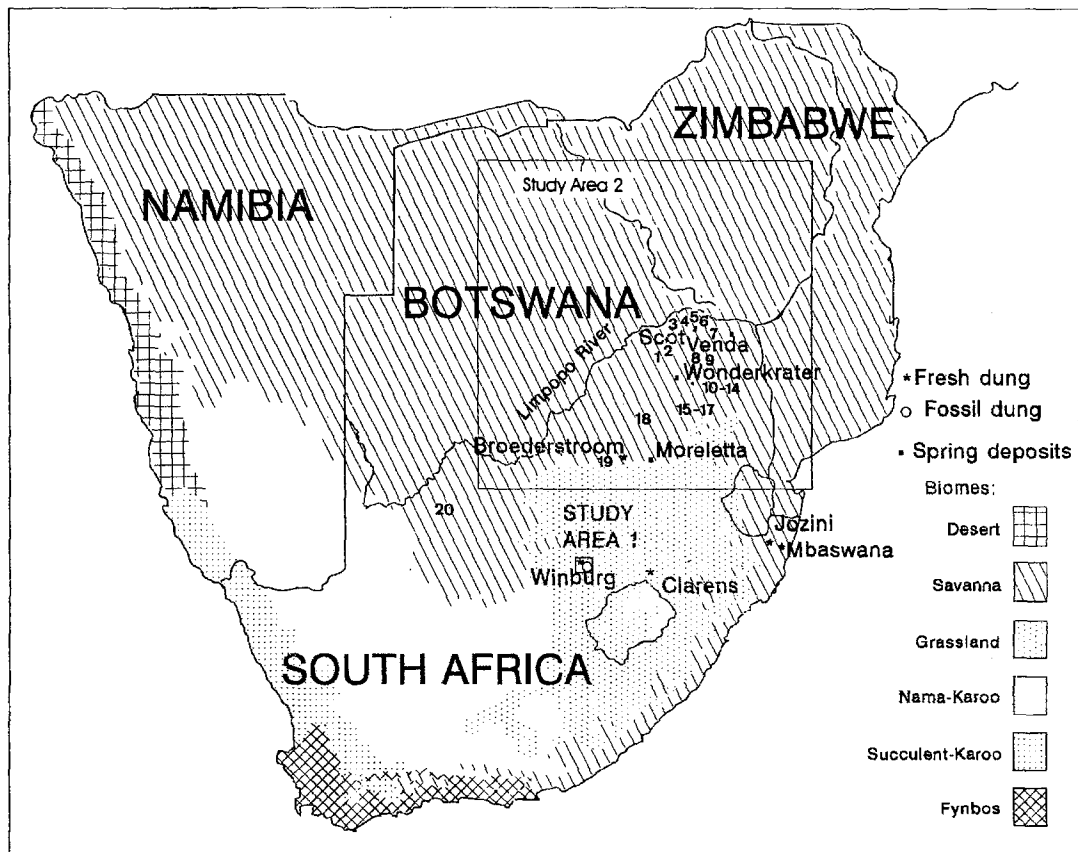 ZIMBABWE
Study Area 2
NAMIBIA
BOTSWANA
3 4 5 6
7
Scot
Venda
1 2
8 9
Limpopo River
Wonderkrater
10-14
15-17
18
Broederstroom
19
Moreletta
20
STUDY
AREA 1
Winburg
Clarens
Jozini
Mbaswana
SOUTH AFRICA
*Fresh dung
Fossil dung
Spring deposits
Biomes:
Desert
Savanna
Grassland
Nama-Karoo
Succulent-Karoo
Fynbos